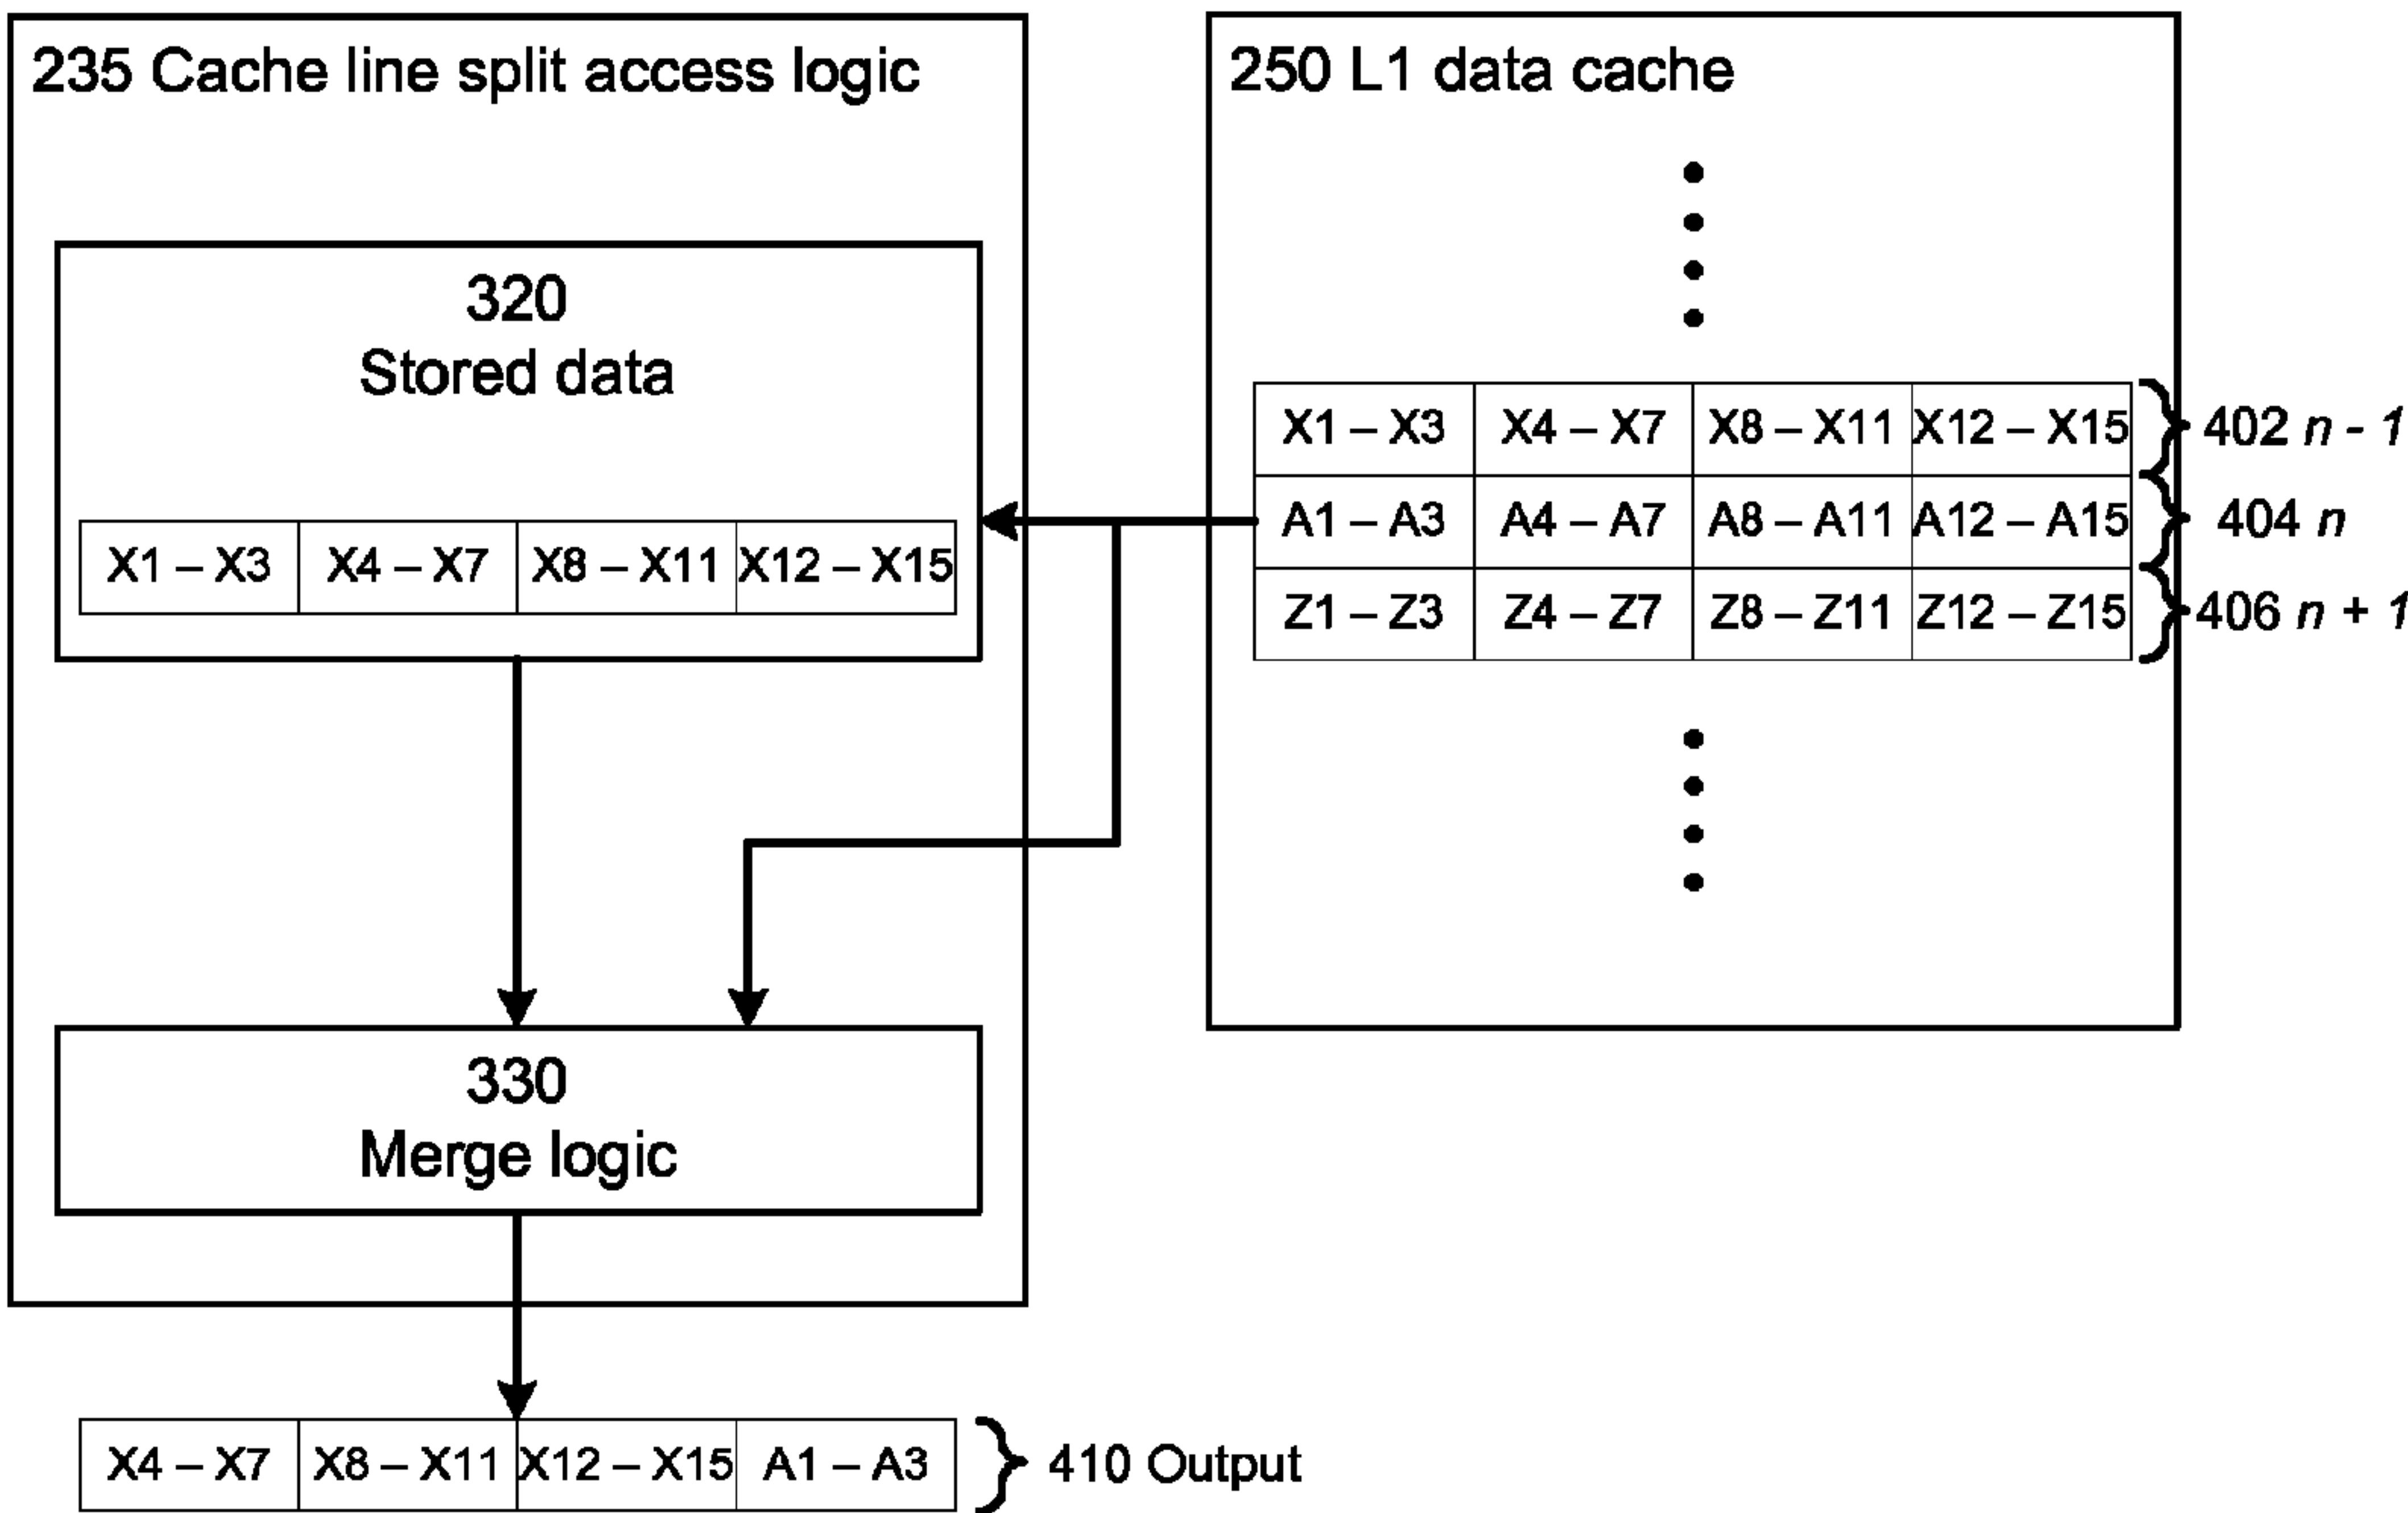 235 Cache line split access logic
250 L1 data cache
320
Stored data
X1 – X3 X4 – X7 X8 – X11 X12 – X15
X1 – X3 X4 – X7 X8 – X11 X12 – X15 402 n - 1
A1 – A3 A4 – A7 A8 – A11 A12 – A15 404 n
Z1 – Z3 Z4 – Z7 Z8 – Z11 Z12 – Z15 406 n + 1
330
Merge logic
X4 – X7 X8 – X11 X12 – X15 A1 – A3 410 Output